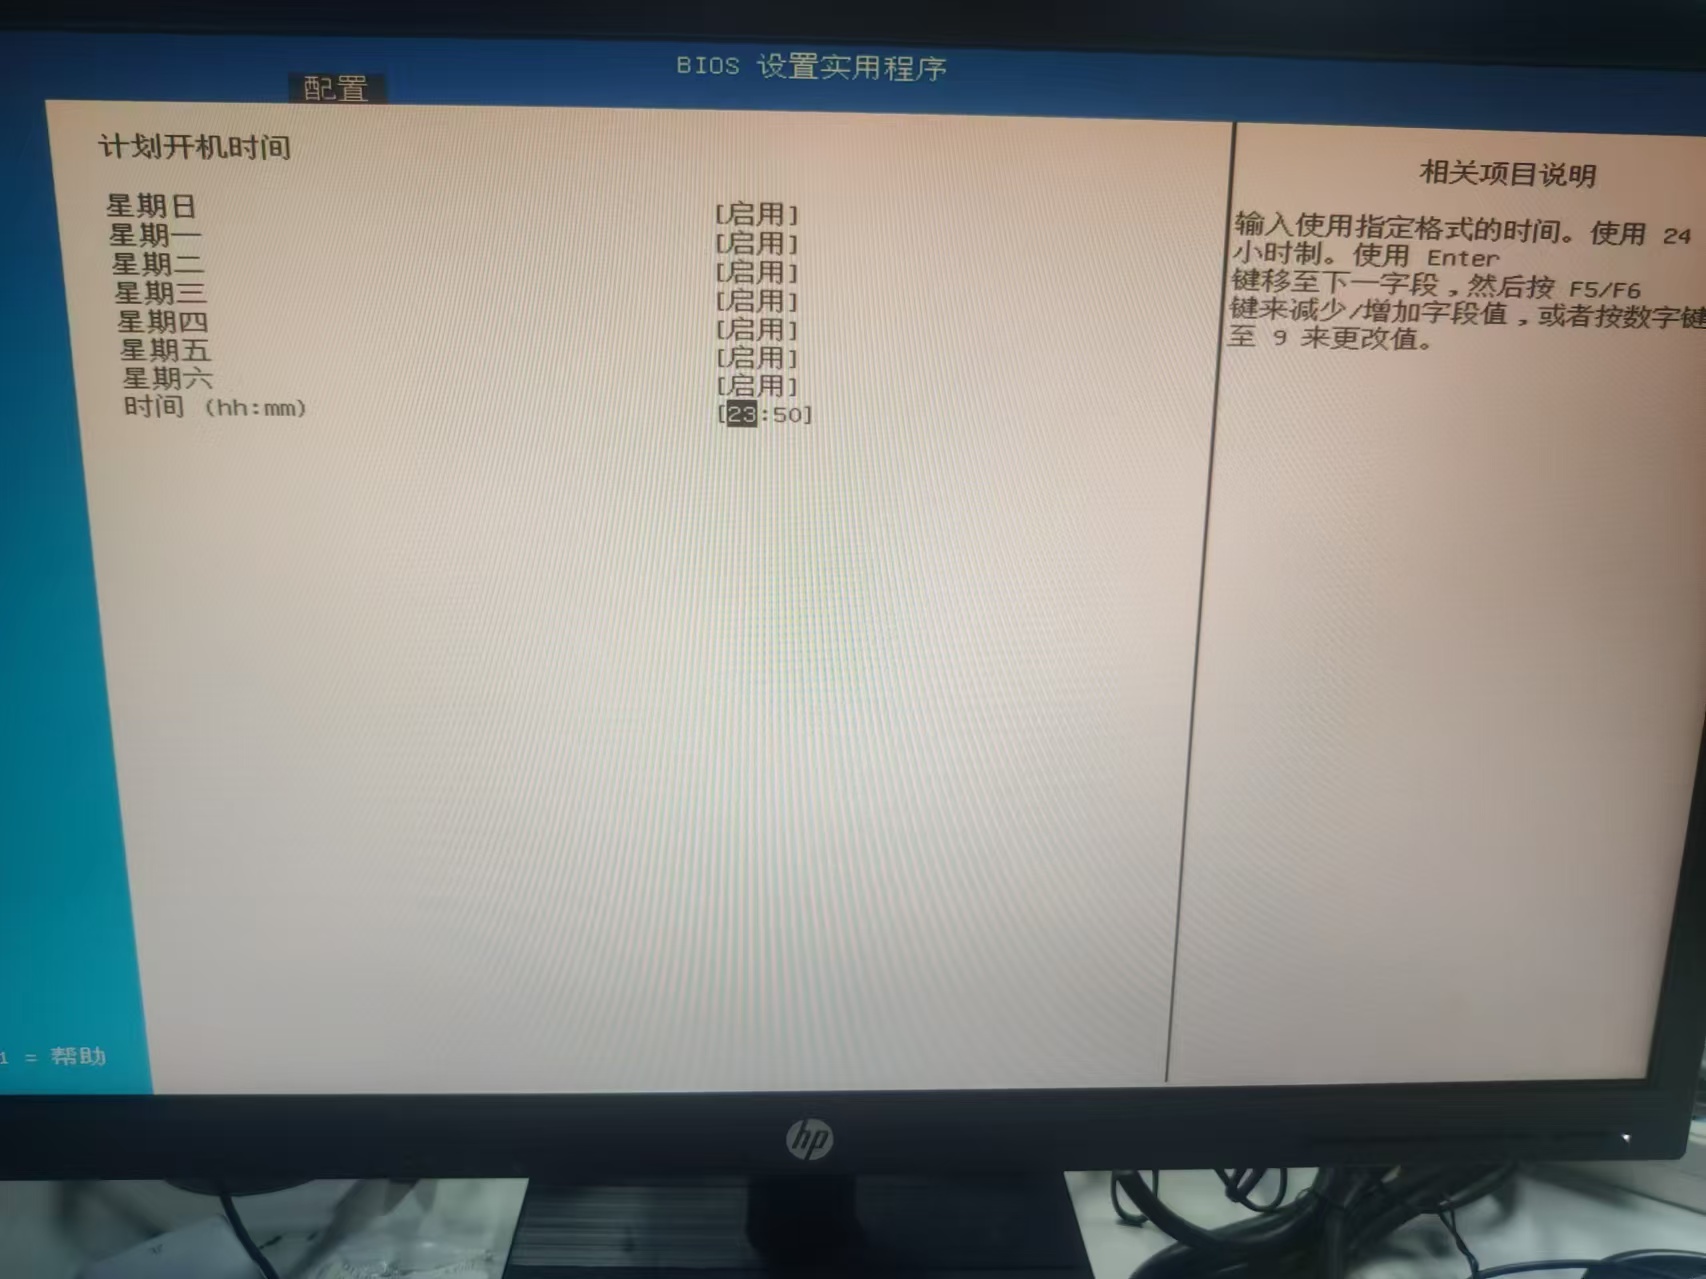 BIOS 设置实用程序
配置
计划开机时间
星期日 [启用]
星期一 [启用]
星期二 [启用]
星期三 [启用]
星期四 [启用]
星期五 [启用]
星期六 [启用]
时间 (hh:mm) [23:50]
相关项目说明
输入使用指定格式的时间。使用 24
小时制。使用 Enter
键移至下一字段,然后按 F5/F6
键来减少/增加字段值,或者按数字键
至 9 来更改值。
1 = 帮助
hp